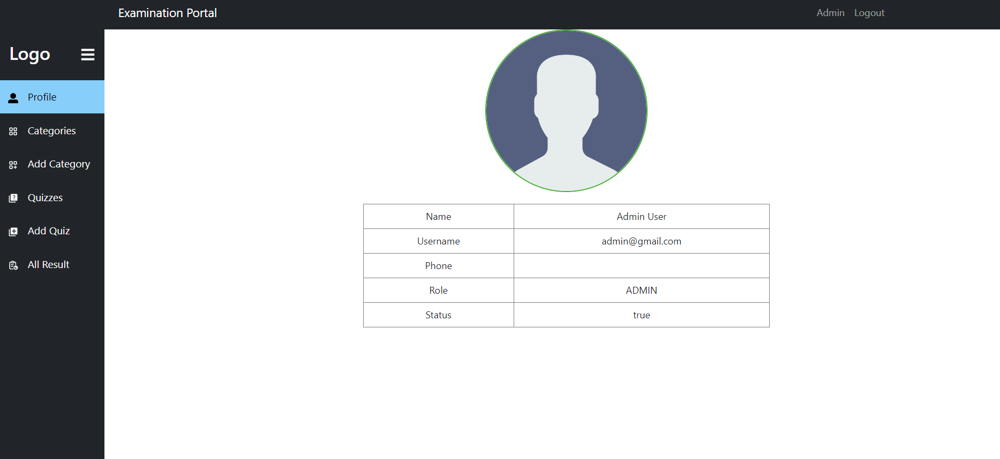 Examination Portal
Admin Logout
Logo
Profile
Categories
Add Category
Quizzes
Add Quiz
All Result
Name Admin User
Username admin@gmail.com
Phone
Role ADMIN
Status true